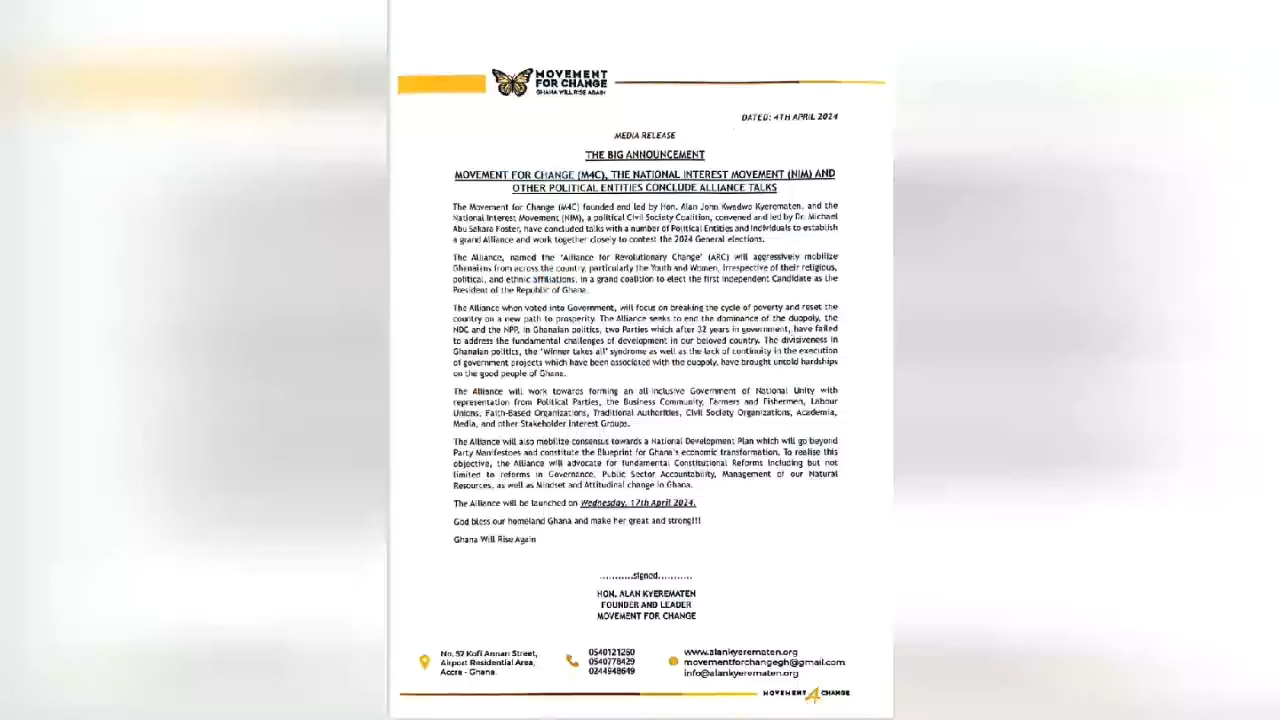 MOVEMENT
FOR CHANGE
GHANA WILL RISE AGAIN
DATED: 4TH APRIL 2024
MEDIA RELEASE
THE BIG ANNOUNCEMENT
MOVEMENT FOR CHANGE (M4C), THE NATIONAL INTEREST MOVEMENT (NIM) AND
OTHER POLITICAL ENTITIES CONCLUDE ALLIANCE TALKS
The Movement for Change (M4C) founded and led by Hon. Alan John Kwadwo Kyerematen, and the
National Interest Movement (NIM), a political Civil Society Coalition, convened and led by Dr. Michael
Abu Sakara Foster, have concluded talks with a number of Political Entities and Individuals to establish
a grand Alliance and work together closely to contest the 2024 General elections.
The Alliance, named the 'Alliance for Revolutionary Change' (ARC) will aggressively mobilize
Ghanaians from across the country, particularly the Youth and Women, irrespective of their religious,
political, and ethnic affiliations, in a grand coalition to elect the first Independent Candidate as the
President of the Republic of Ghana.
The Alliance when voted into Government, will focus on breaking the cycle of poverty and reset the
country on a new path to prosperity. The Alliance seeks to end the dominance of the duopoly, the
NDC and the NPP, in Ghanaian politics, two Parties which after 32 years in government, have failed
to address the fundamental challenges of development in our beloved country. The divisiveness in
Ghanaian politics, the 'Winner takes all' syndrome as well as the lack of continuity in the execution
of government projects which have been associated with the duopoly, have brought untold hardships
on the good people of Ghana.
The Alliance will work towards forming an all-inclusive Government of National Unity with
representation from Political Parties, the Business Community, Farmers and Fishermen, Labour
Unions, Faith-Based Organizations, Traditional Authorities, Civil Society Organizations, Academia,
Media, and other Stakeholder Interest Groups.
The Alliance will also mobilize consensus towards a National Development Plan which will go beyond
Party Manifestoes and constitute the Blueprint for Ghana's economic transformation. To realise this
objective, the Alliance will advocate for fundamental Constitutional Reforms including but not
limited to reforms in Governance, Public Sector Accountability, Management of our Natural
Resources, as well as Mindset and Attitudinal change in Ghana.
The Alliance will be launched on Wednesday, 17th April 2024.
God bless our homeland Ghana and make her great and strong!!!
Ghana Will Rise Again
...........signed...........
HON. ALAN KYEREMATEN
FOUNDER AND LEADER
MOVEMENT FOR CHANGE
No. 57 Kofi Annan Street,
Airport Residential Area,
Accra - Ghana.
0540121260
0540778429
0244948649
www.alankyerematen.org
movementforchangegh@gmail.com
info@alankyerematen.org
MOVEMENT 4 CHANGE